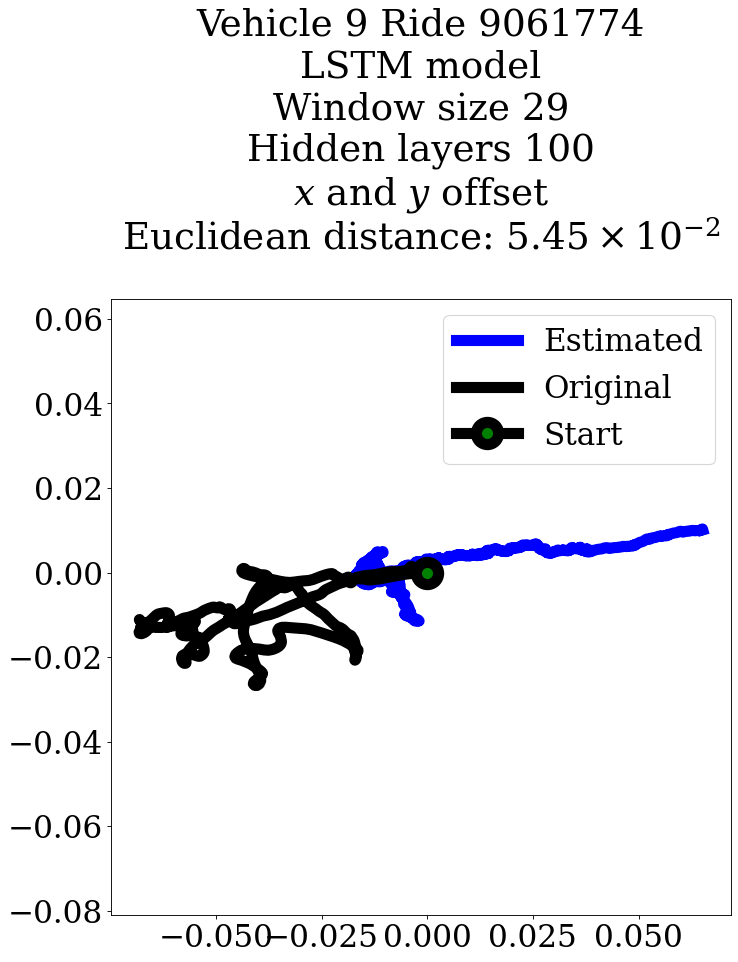 Vehicle 9 Ride 9061774
LSTM model
Window size 29
Hidden layers 100
x and y offset
Euclidean distance: 5.45 × 10⁻²
Estimated
Original
Start
0.06
0.04
0.02
0.00
−0.02
−0.04
−0.06
−0.08
−0.050 −0.025 0.000 0.025 0.050